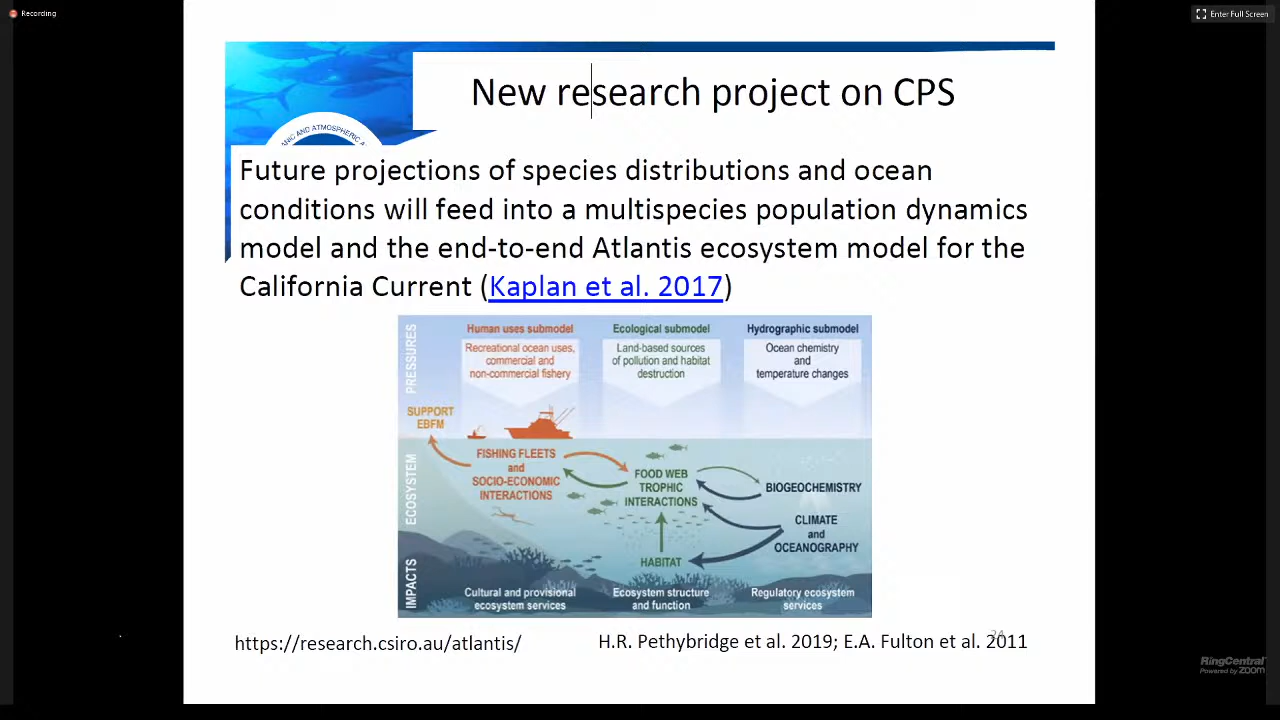 Recording
Enter Full Screen
New research project on CPS
ANIC AND ATMOSPHERIC A
Future projections of species distributions and ocean
conditions will feed into a multispecies population dynamics
model and the end-to-end Atlantis ecosystem model for the
California Current (Kaplan et al. 2017)
PRESSURES
Human uses submodel
Recreational ocean uses,
commercial and
non-commercial fishery
Ecological submodel
Land-based sources
of pollution and habitat
destruction
Hydrographic submodel
Ocean chemistry
and
temperature changes
SUPPORT
EBFM
ECOSYSTEM
FISHING FLEETS
and
SOCIO-ECONOMIC
INTERACTIONS
FOOD WEB
TROPHIC
INTERACTIONS
BIOGEOCHEMISTRY
CLIMATE
and
OCEANOGRAPHY
HABITAT
IMPACTS
Cultural and provisional
ecosystem services
Ecosystem structure
and function
Regulatory ecosystem
services
https://research.csiro.au/atlantis/
H.R. Pethybridge et al. 2019; E.A. Fulton et al. 2011
24
RingCentral
Powered by zoom